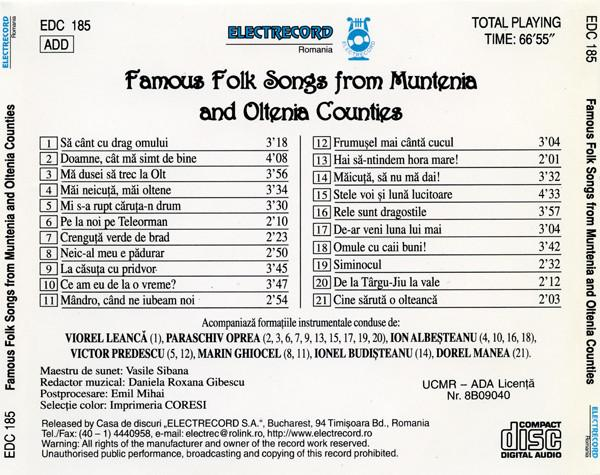 EDC 185
ADD
ELECTRECORD
Romania
TOTAL PLAYING
TIME: 66′55″
Famous Folk Songs from Muntenia
and Oltenia Counties
1 Să cânt cu drag omului 3′18
2 Doamne, cât mă simt de bine 4′08
3 Mă dusei să trec la Olt 3′56
4 Măi neicuță, măi oltene 3′34
5 Mi s-a rupt căruța-n drum 3′30
6 Pe la noi pe Teleorman 2′10
7 Crenguță verde de brad 2′23
8 Neic-al meu e pădurar 2′50
9 La căsuța cu pridvor 3′45
10 Ce am eu de la o vreme? 3′47
11 Mândro, când ne iubeam noi 2′54
12 Frumușel mai cântă cucul 3′04
13 Hai să-ntindem hora mare! 2′01
14 Măicuță, să nu mă dai! 3′32
15 Stele voi și lună lucitoare 4′33
16 Rele sunt dragostile 3′57
17 De-ar veni luna lui mai 3′04
18 Omule cu caii buni! 3′42
19 Siminocul 2′32
20 De la Târgu-Jiu la vale 2′12
21 Cine sărută o olteancă 2′03
Acompaniază formațiile instrumentale conduse de:
VIOREL LEANCĂ (1), PARASCHIV OPREA (2, 3, 6, 7, 9, 13, 15, 17, 19, 20), ION ALBEȘTEANU (4, 10, 16, 18),
VICTOR PREDESCU (5, 12), MARIN GHIOCEL (8, 11), IONEL BUDIȘTEANU (14), DOREL MANEA (21).
Maestru de sunet: Vasile Sibana
Redactor muzical: Daniela Roxana Gibescu
Postprocesare: Emil Mihai
Selecție color: Imprimeria CORESI
UCMR - ADA Licență
Nr. 8B09040
Released by Casa de discuri „ELECTRECORD S.A.", Bucharest, 94 Timișoara Bd., Romania
Tel./Fax: (40 – 1) 4440958, e-mail: electrec@rolink.ro, http://www.electrecord.ro
Warning: All rights of the manufacturer and owner of the record work reserved.
Unauthorised public performance, broadcasting and copying of this record prohibited.
COMPACT
disc
DIGITAL AUDIO
ELECTRECORD
Romania
Famous Folk Songs from Muntenia and Oltenia Counties
EDC 185
EDC 185
Famous Folk Songs from Muntenia and Oltenia Counties
ELECTRECORD
Romania